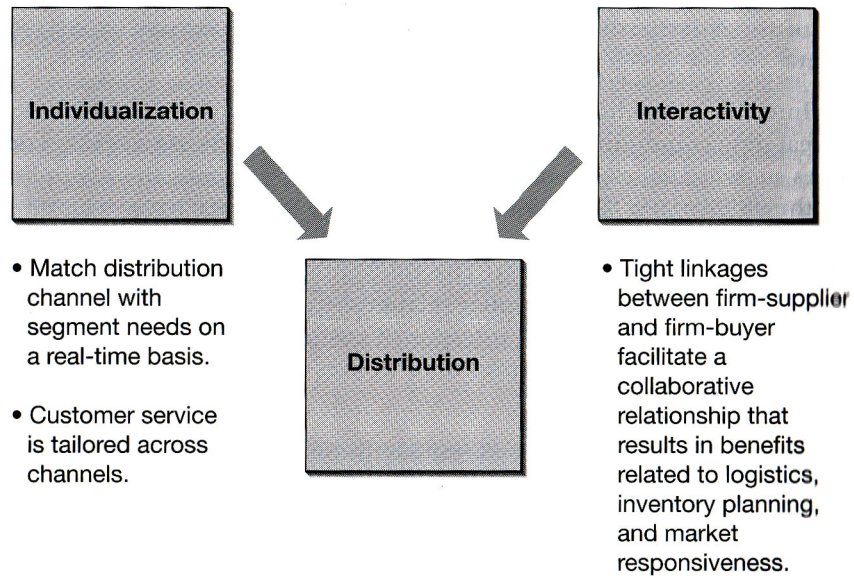 Individualization
Interactivity
• Match distribution
channel with
segment needs on
a real-time basis.
• Customer service
is tailored across
channels.
Distribution
• Tight linkages
between firm-supplier
and firm-buyer
facilitate a
collaborative
relationship that
results in benefits
related to logistics,
inventory planning,
and market
responsiveness.